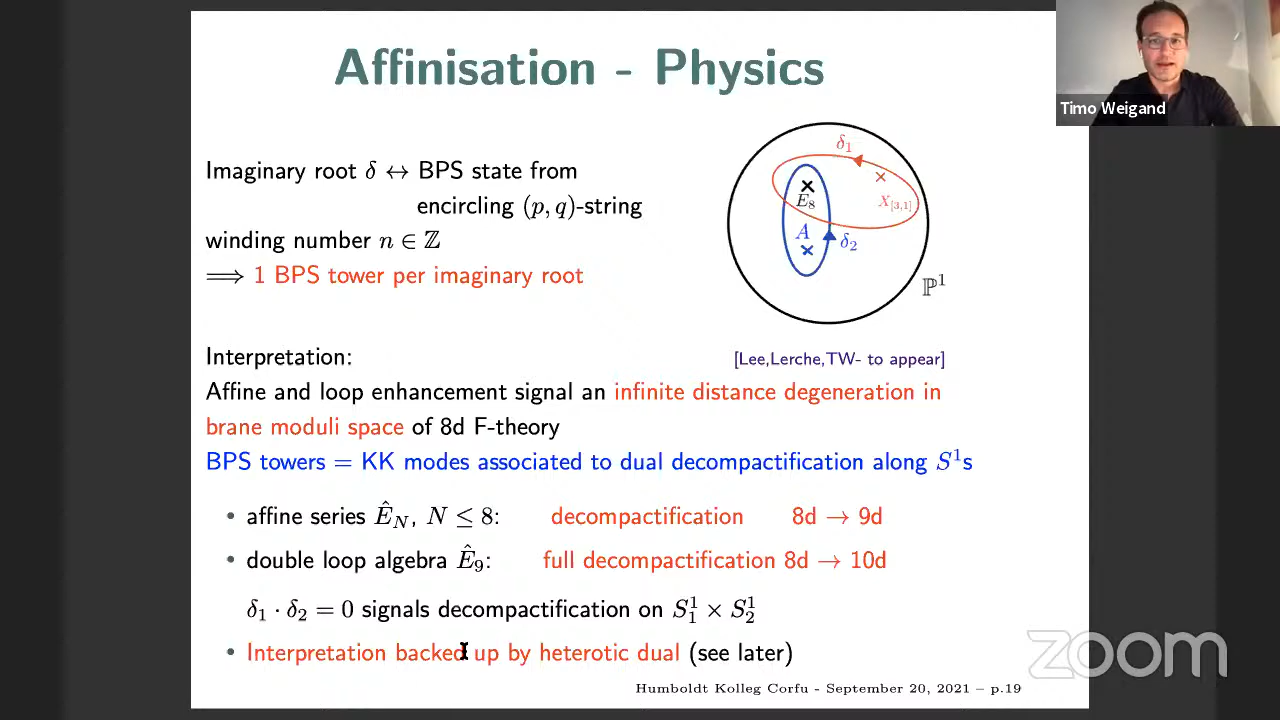 Affinisation - Physics
Timo Weigand
Imaginary root δ ↔ BPS state from
encircling (p, q)-string
winding number n ∈ ℤ
⟹ 1 BPS tower per imaginary root
δ₁
E₈
X[3,1]
A
δ₂
ℙ¹
Interpretation:
[Lee,Lerche,TW- to appear]
Affine and loop enhancement signal an infinite distance degeneration in
brane moduli space of 8d F-theory
BPS towers = KK modes associated to dual decompactification along S¹s
• affine series Ê_N, N ≤ 8: decompactification 8d → 9d
• double loop algebra Ê₉: full decompactification 8d → 10d
δ₁ · δ₂ = 0 signals decompactification on S¹₁ × S¹₂
• Interpretation backed up by heterotic dual (see later)
Humboldt Kolleg Corfu - September 20, 2021 – p.19
zoom